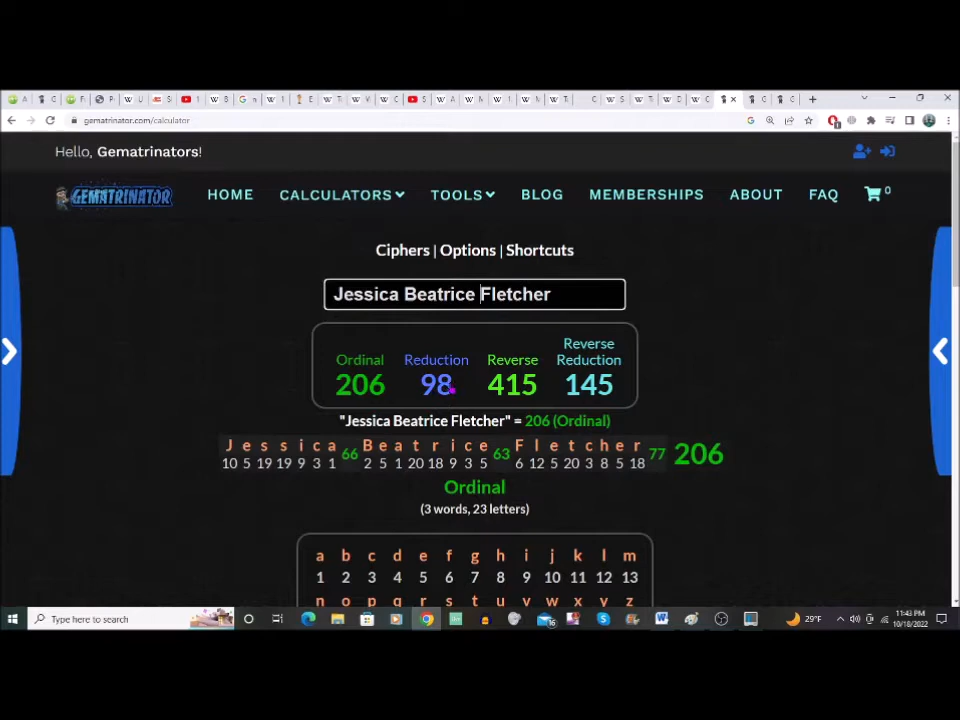 gematrinator.com/calculator
Hello, Gematrinators!
GEMATRINATOR
HOME CALCULATORS TOOLS BLOG MEMBERSHIPS ABOUT FAQ 0
Ciphers | Options | Shortcuts
Jessica Beatrice Fletcher
Ordinal Reduction Reverse Reverse Reduction
206 98 415 145
"Jessica Beatrice Fletcher" = 206 (Ordinal)
J e s s i c a 66 B e a t r i c e 63 F l e t c h e r 77 206
10 5 19 19 9 3 1 2 5 1 20 18 9 3 5 6 12 5 20 3 8 5 18
Ordinal
(3 words, 23 letters)
a b c d e f g h i j k l m
1 2 3 4 5 6 7 8 9 10 11 12 13
n o p q r s t u v w x y z
Type here to search
29°F
11:43 PM
10/18/2022